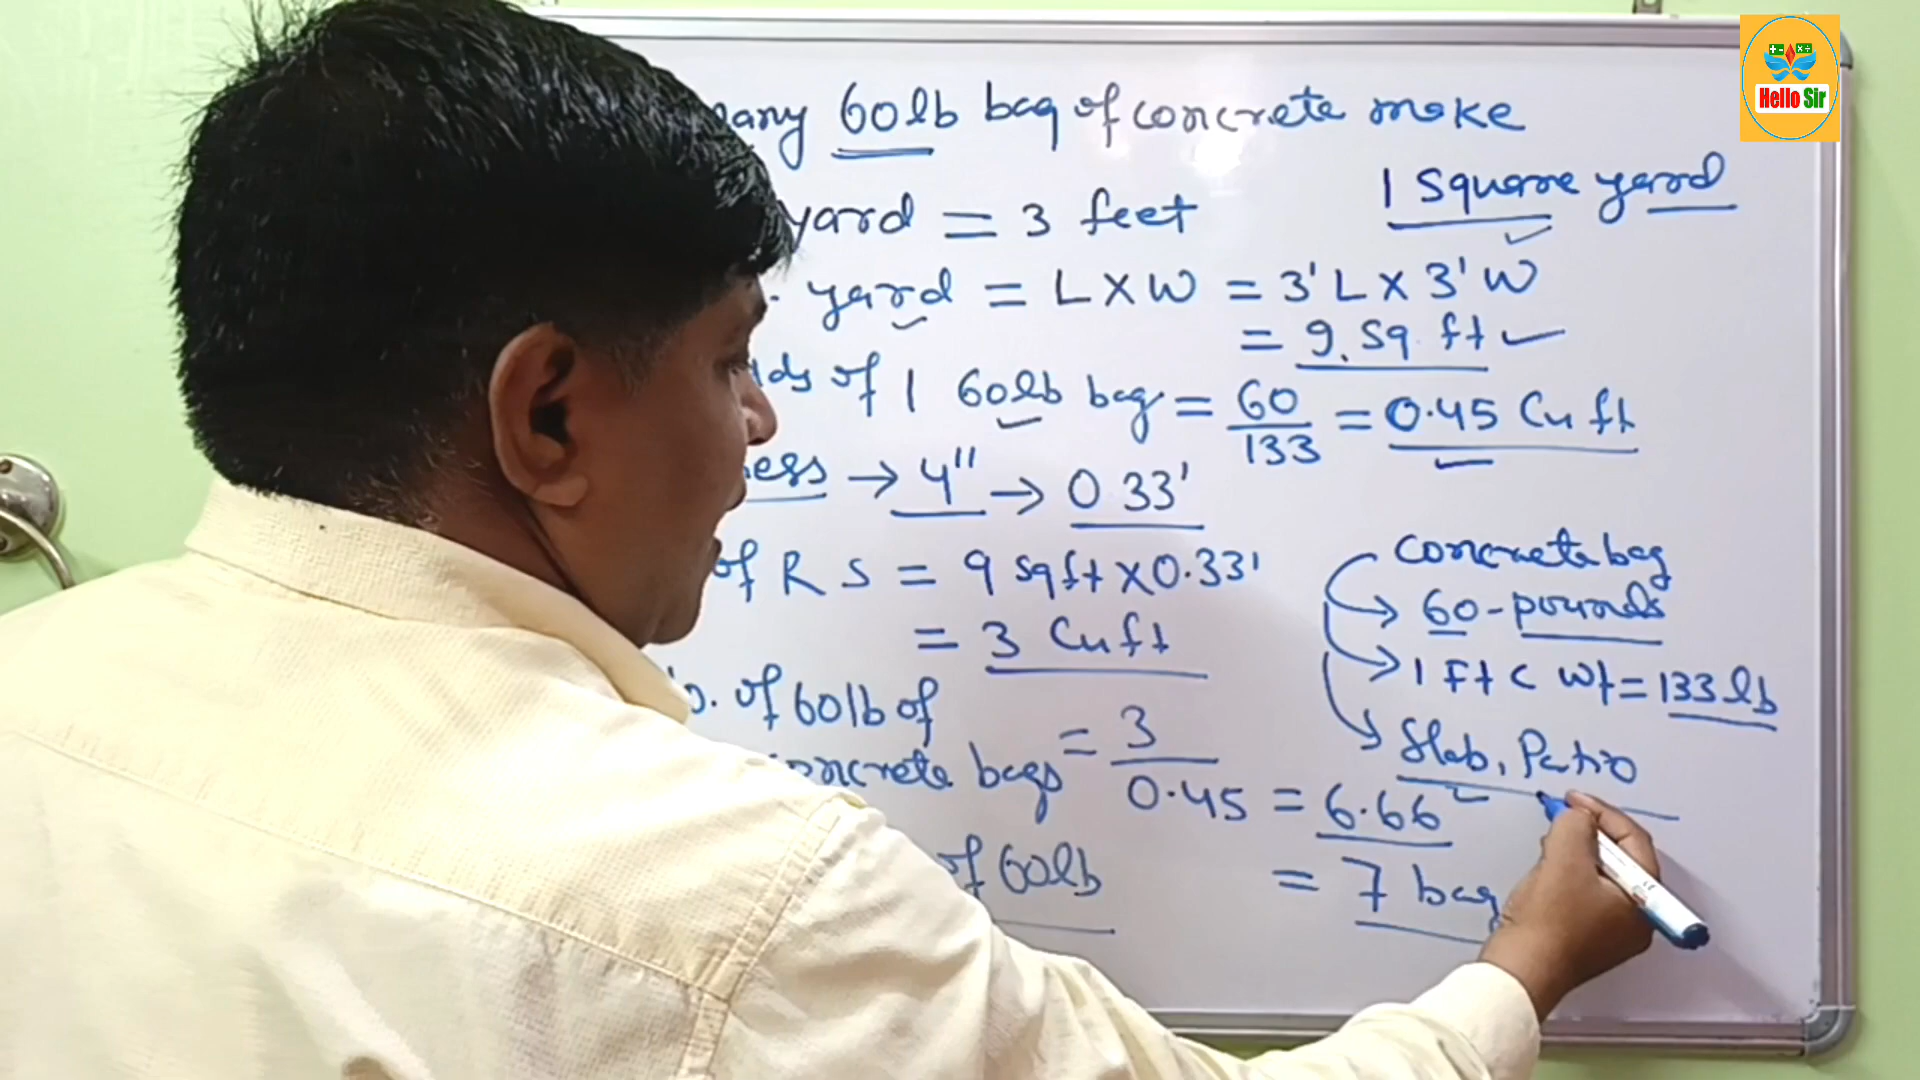 60lb bag of concrete make
1 Square yard
yard = 3 feet
yard = L X W = 3' L X 3' W
= 9. Sq. ft
of 1 60lb bag = 60/133 = 0.45 Cu ft
→ 4" → 0.33'
of R S = 9 sqft X 0.33'
= 3 Cuft
of 60lb of
concrete bags = 3/0.45 = 6.66
of 60lb = 7 bag
Concrete bag
→ 60-pounds
→ 1 Ft C Wt = 133 lb
→ Slab, Patio
+ - × ÷
Hello Sir